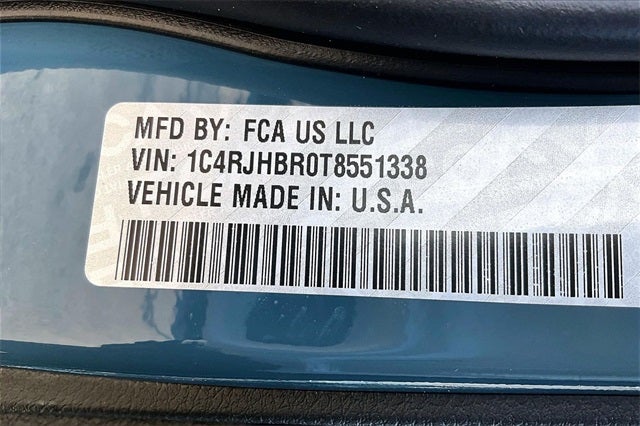 MFD BY: FCA US LLC
VIN: 1C4RJHBR0T8551338
VEHICLE MADE IN: U.S.A.